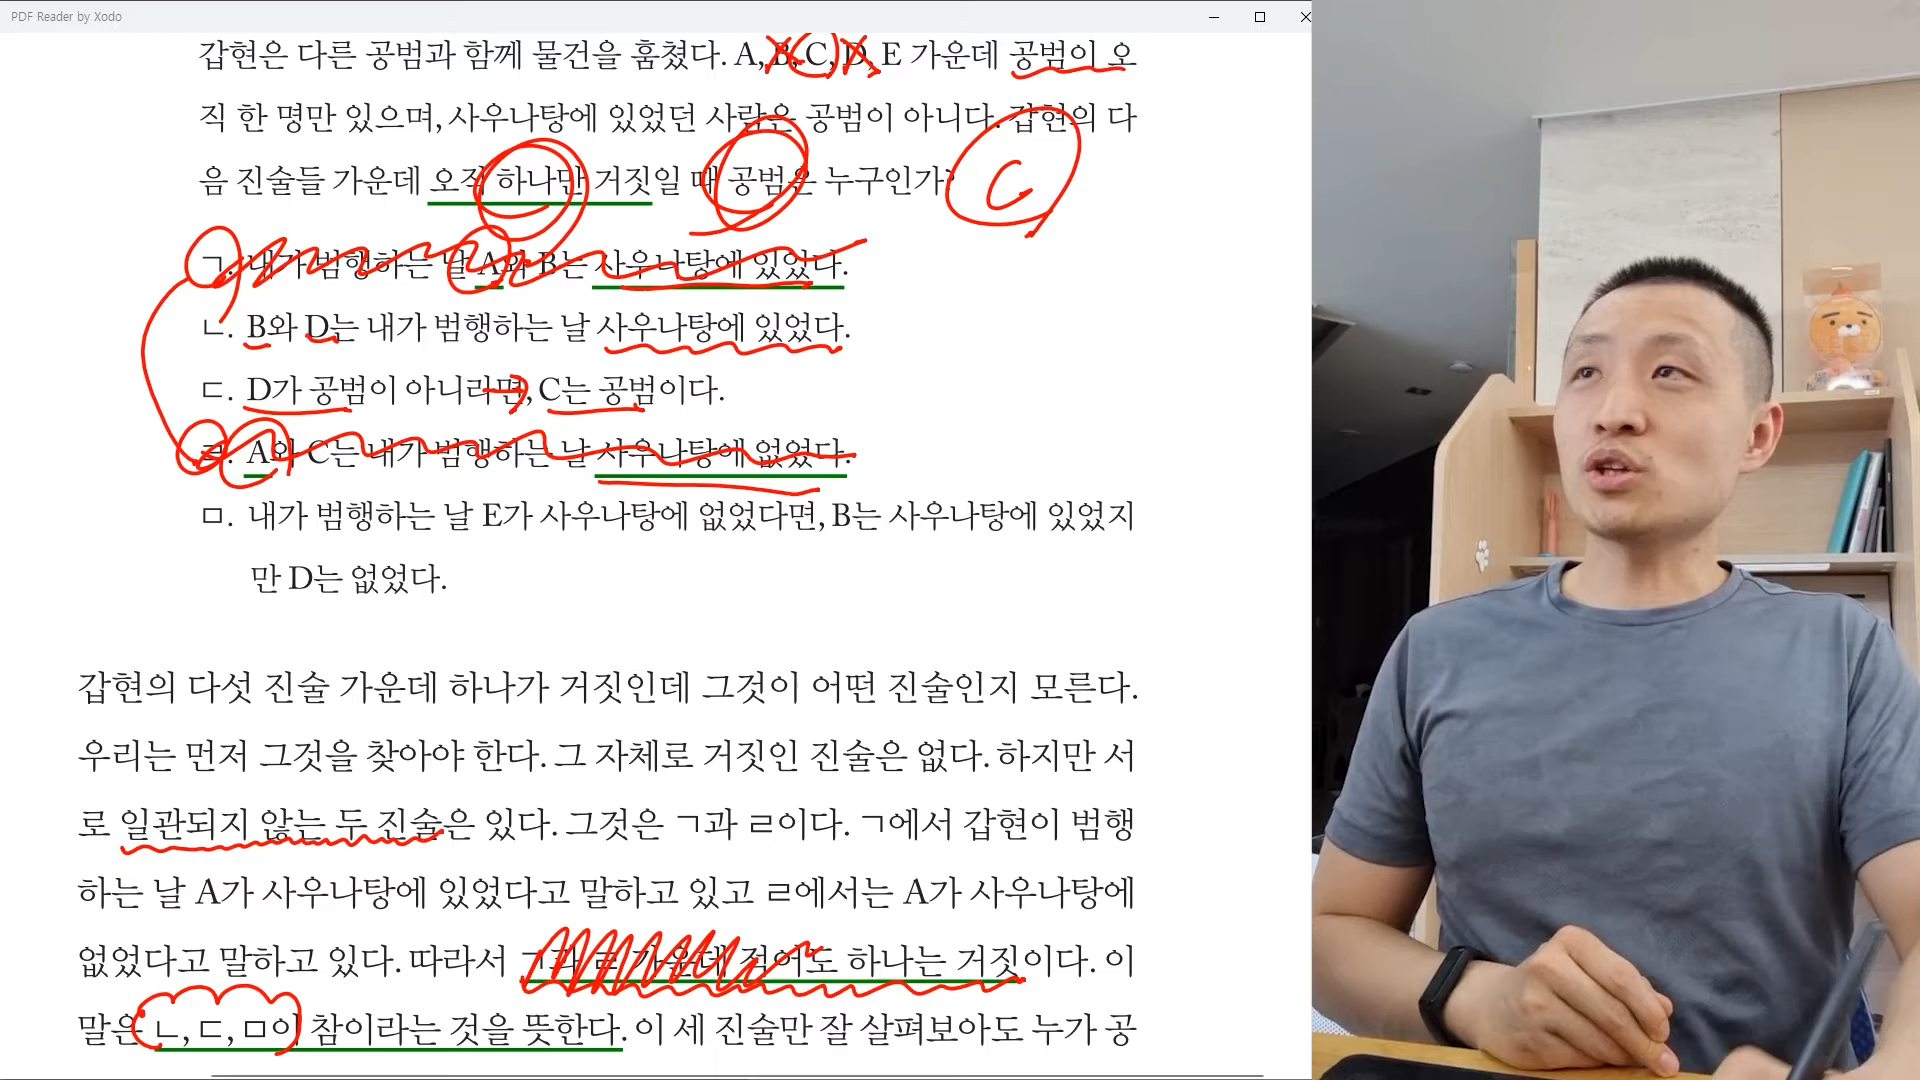 PDF Reader by Xodo
갑현은 다른 공범과 함께 물건을 훔쳤다. A, B, C, D, E 가운데 공범이 오
직 한 명만 있으며, 사우나탕에 있었던 사람은 공범이 아니다. 갑현의 다
음 진술들 가운데 오직 하나만 거짓일 때 공범은 누구인가?
C
ㄱ. 내가 범행하는 날 A와 B는 사우나탕에 있었다.
ㄴ. B와 D는 내가 범행하는 날 사우나탕에 있었다.
ㄷ. D가 공범이 아니라면, C는 공범이다.
ㄹ. A와 C는 내가 범행하는 날 사우나탕에 없었다.
ㅁ. 내가 범행하는 날 E가 사우나탕에 없었다면, B는 사우나탕에 있었지
만 D는 없었다.
갑현의 다섯 진술 가운데 하나가 거짓인데 그것이 어떤 진술인지 모른다.
우리는 먼저 그것을 찾아야 한다. 그 자체로 거짓인 진술은 없다. 하지만 서
로 일관되지 않는 두 진술은 있다. 그것은 ㄱ과 ㄹ이다. ㄱ에서 갑현이 범행
하는 날 A가 사우나탕에 있었다고 말하고 있고 ㄹ에서는 A가 사우나탕에
없었다고 말하고 있다. 따라서 ㄱ과 ㄹ 가운데 적어도 하나는 거짓이다. 이
말은 ㄴ, ㄷ, ㅁ이 참이라는 것을 뜻한다. 이 세 진술만 잘 살펴보아도 누가 공